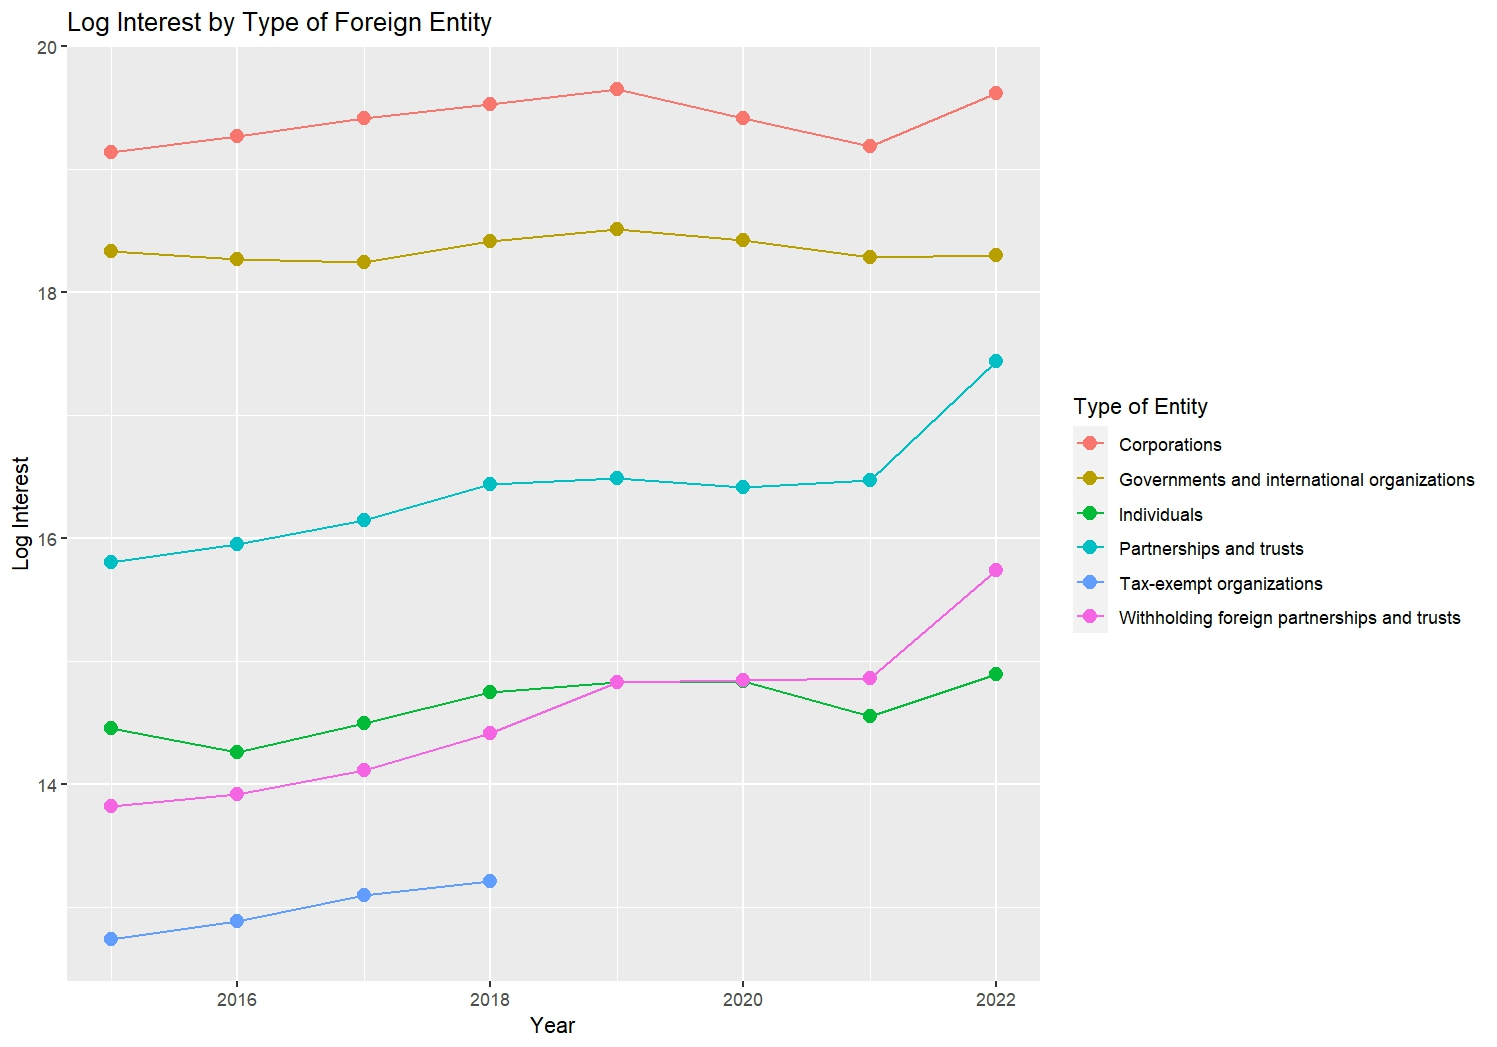 Log Interest by Type of Foreign Entity
20
18
16
14
Log Interest
2016
2018
2020
2022
Year
Type of Entity
Corporations
Governments and international organizations
Individuals
Partnerships and trusts
Tax-exempt organizations
Withholding foreign partnerships and trusts